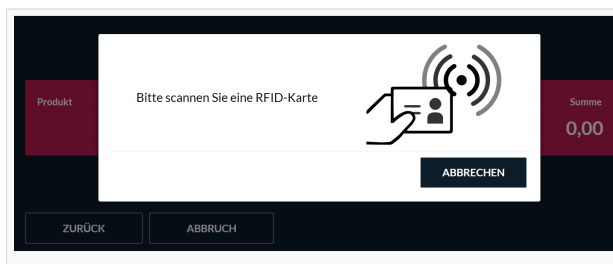 Bitte scannen Sie eine RFID-Karte
Produkt
Summe
0,00
ABBRECHEN
ZURÜCK
ABBRUCH